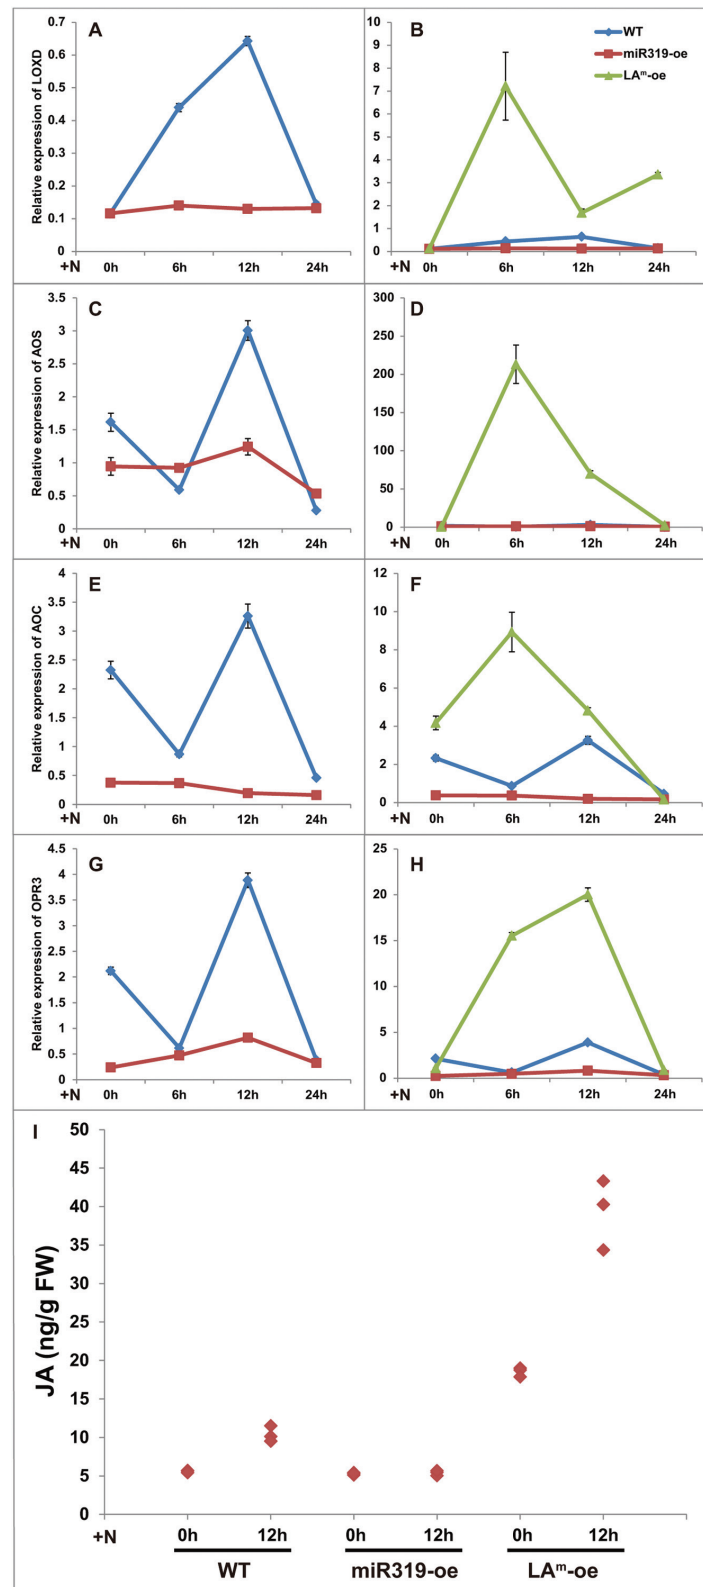 A
Relative expression of LOXD
0.7
0.6
0.5
0.4
0.3
0.2
0.1
0
+N 0h 6h 12h 24h
B
WT
miR319-oe
LAᵐ-oe
10
9
8
7
6
5
4
3
2
1
0
+N 0h 6h 12h 24h
C
Relative expression of AOS
3.5
3
2.5
2
1.5
1
0.5
0
+N 0h 6h 12h 24h
D
300
250
200
150
100
50
0
+N 0h 6h 12h 24h
E
Relative expression of AOC
4
3.5
3
2.5
2
1.5
1
0.5
0
+N 0h 6h 12h 24h
F
12
10
8
6
4
2
0
+N 0h 6h 12h 24h
G
Relative expression of OPR3
4.5
4
3.5
3
2.5
2
1.5
1
0.5
0
+N 0h 6h 12h 24h
H
25
20
15
10
5
0
+N 0h 6h 12h 24h
I
JA (ng/g FW)
50
45
40
35
30
25
20
15
10
5
0
+N 0h 12h 0h 12h 0h 12h
WT miR319-oe LAᵐ-oe